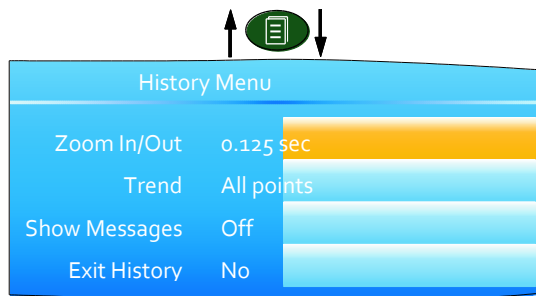 History Menu
Zoom In/Out 0.125 sec
Trend All points
Show Messages Off
Exit History No